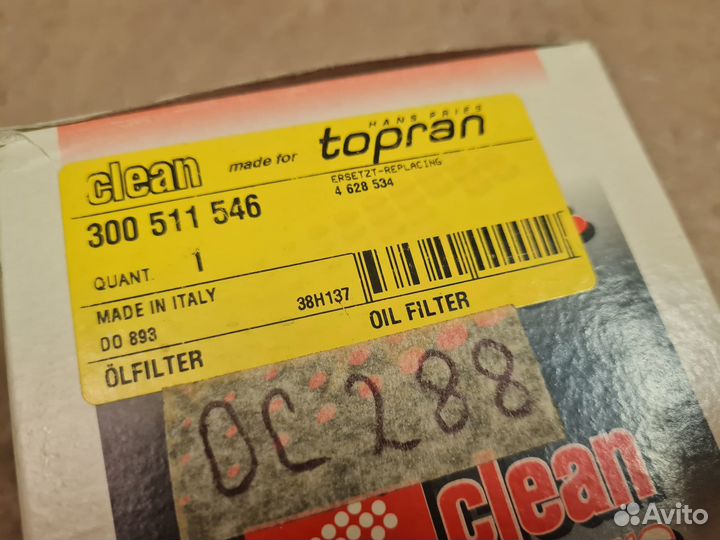 clean made for HANS PRIES
topran
ERSETZT-REPLACING
4 628 534
300 511 546
QUANT. 1
MADE IN ITALY 38H137
DO 893
ÖLFILTER OIL FILTER
OC 288
clean
Avito